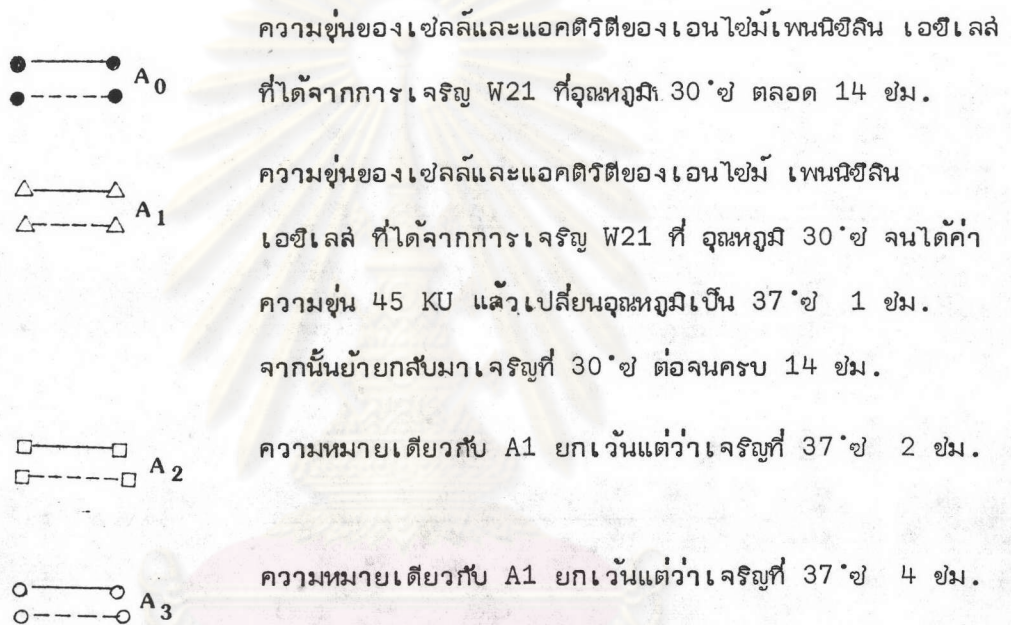 ความขุ่นของเซลล์และแอคติวิตีของเอนไซม์เพนนิซิลิน เอซิเลส
A0
ที่ได้จากการเจริญ W21 ที่อุณหภูมิ 30 °ซ ตลอด 14 ชม.
ความขุ่นของเซลล์และแอคติวิตีของเอนไซม์ เพนนิซิลิน
A1
เอซิเลส ที่ได้จากการเจริญ W21 ที่ อุณหภูมิ 30 °ซ จนได้ค่า
ความขุ่น 45 KU แล้วเปลี่ยนอุณหภูมิเป็น 37 °ซ 1 ชม.
จากนั้นย้ายกลับมาเจริญที่ 30 °ซ ต่อจนครบ 14 ชม.
A2
ความหมายเดียวกับ A1 ยกเว้นแต่ว่าเจริญที่ 37 °ซ 2 ชม.
A3
ความหมายเดียวกับ A1 ยกเว้นแต่ว่าเจริญที่ 37 °ซ 4 ชม.